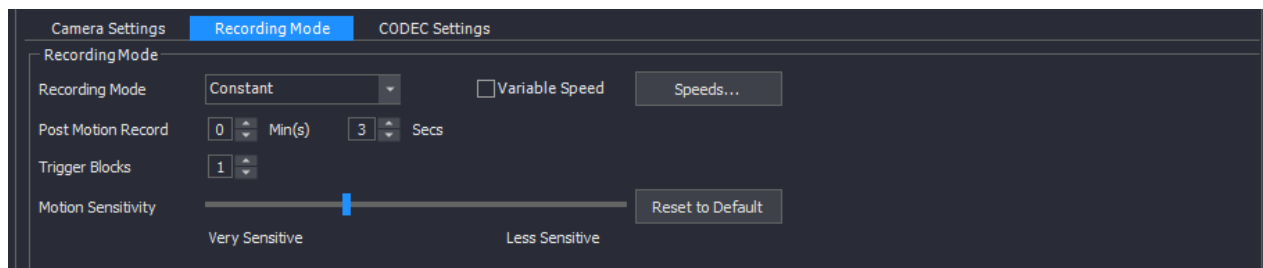 Camera Settings Recording Mode CODEC Settings
Recording Mode
Recording Mode Constant Variable Speed Speeds...
Post Motion Record 0 Min(s) 3 Secs
Trigger Blocks 1
Motion Sensitivity Reset to Default
Very Sensitive Less Sensitive